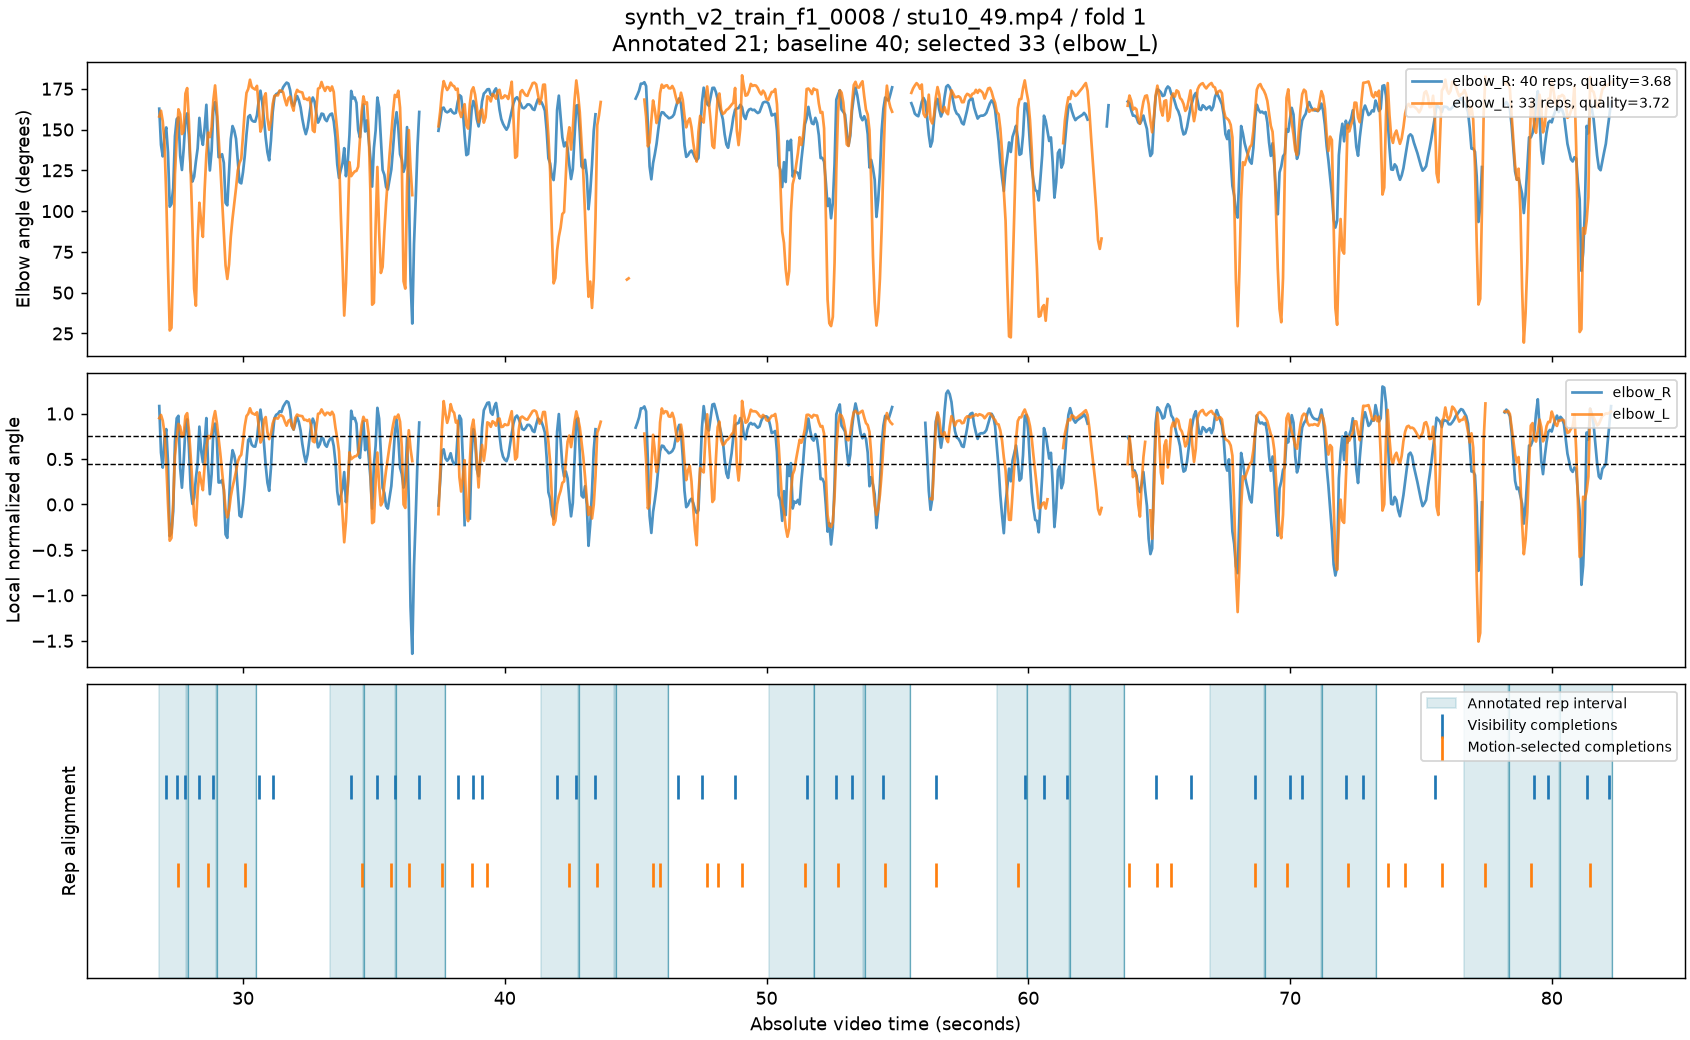 synth_v2_train_f1_0008 / stu10_49.mp4 / fold 1
Annotated 21; baseline 40; selected 33 (elbow_L)
Elbow angle (degrees)
175
150
125
100
75
50
25
elbow_R: 40 reps, quality=3.68
elbow_L: 33 reps, quality=3.72
Local normalized angle
1.0
0.5
0.0
−0.5
−1.0
−1.5
elbow_R
elbow_L
Rep alignment
Annotated rep interval
Visibility completions
Motion-selected completions
30 40 50 60 70 80
Absolute video time (seconds)